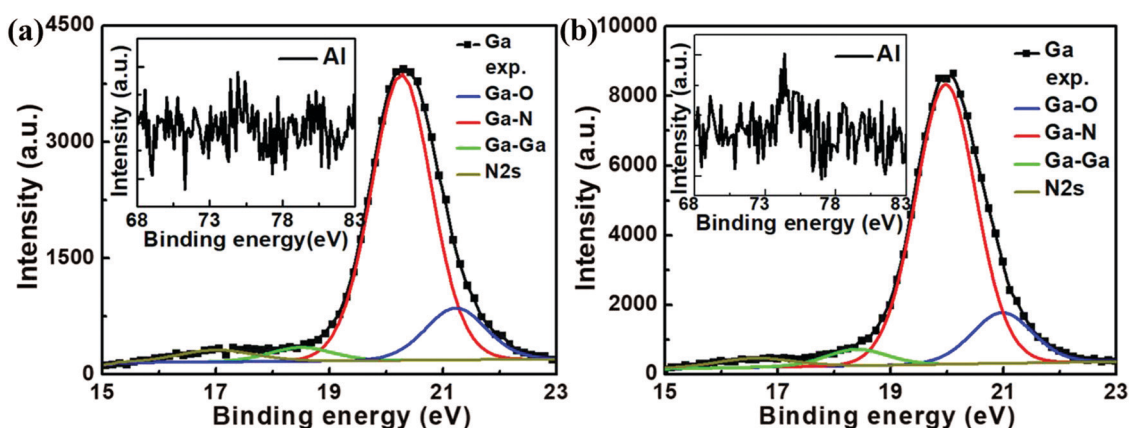 (a)
4500
3000
1500
0
Intensity (a.u.)
15 17 19 21 23
Binding energy (eV)
Ga
exp.
Ga-O
Ga-N
Ga-Ga
N2s
Al
Intensity (a.u.)
68 73 78 83
Binding energy(eV)
(b)
10000
8000
6000
4000
2000
0
Intensity (a.u.)
15 17 19 21 23
Binding energy (eV)
Ga
exp.
Ga-O
Ga-N
Ga-Ga
N2s
Al
Intensity (a.u.)
68 73 78 83
Binding energy (eV)